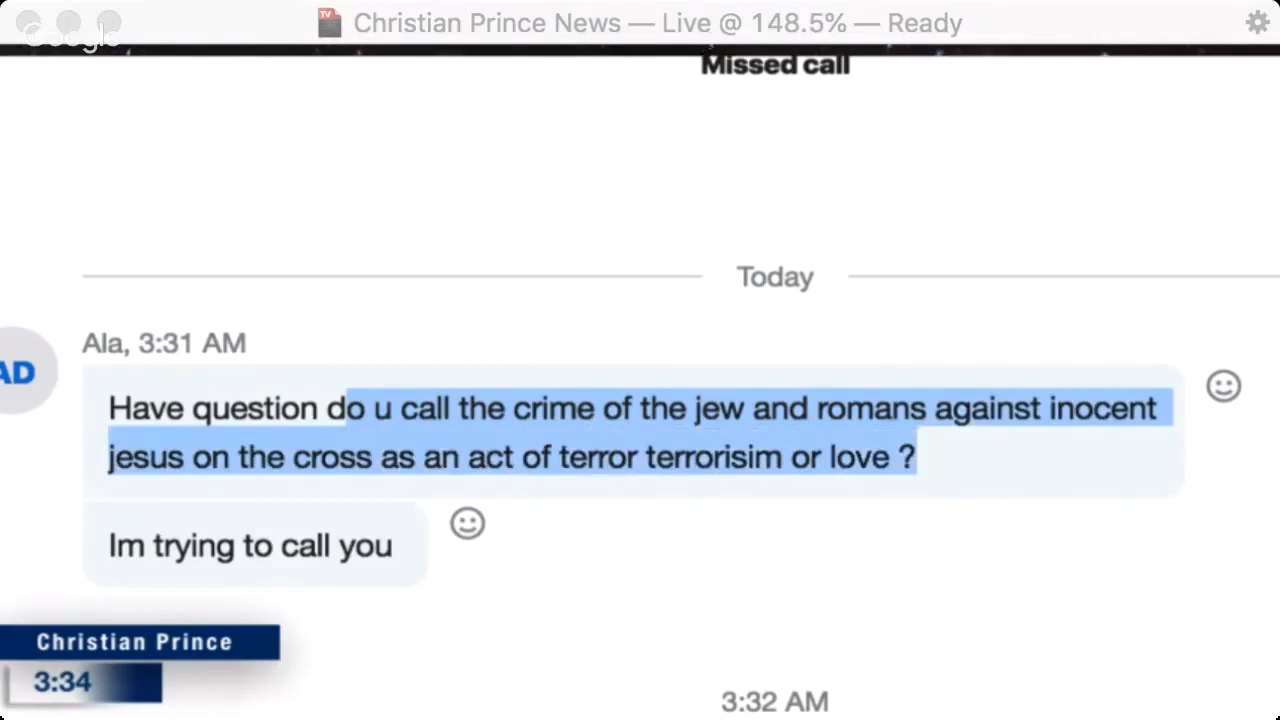 Christian Prince News — Live @ 148.5% — Ready
Google
Missed call
Today
Ala, 3:31 AM
AD
Have question do u call the crime of the jew and romans against inocent
jesus on the cross as an act of terror terrorisim or love ?
Im trying to call you
Christian Prince
3:34
3:32 AM